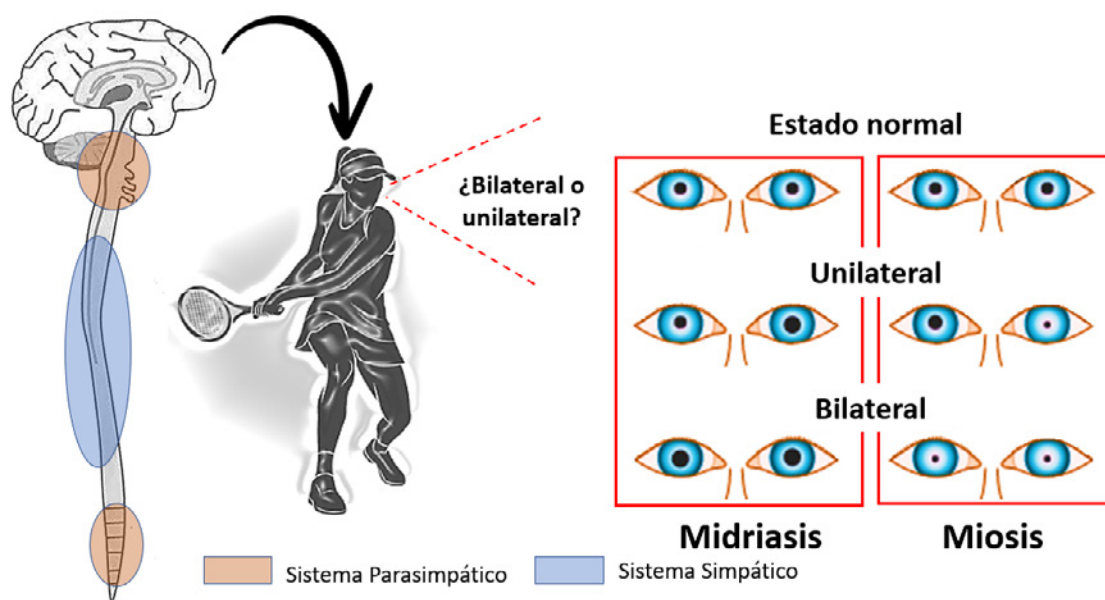 Estado normal
¿Bilateral o
unilateral?
Unilateral
Bilateral
Midriasis
Miosis
Sistema Parasimpático
Sistema Simpático